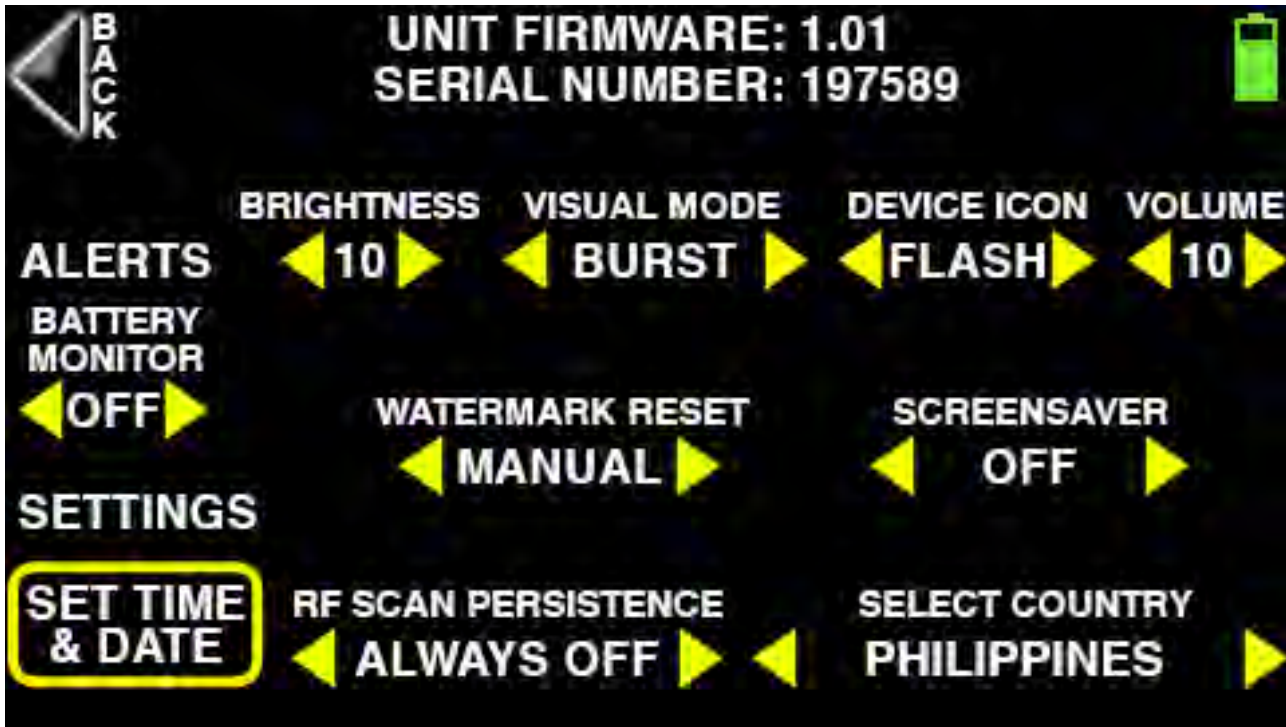 BACK
UNIT FIRMWARE: 1.01
SERIAL NUMBER: 197589
BRIGHTNESS VISUAL MODE DEVICE ICON VOLUME
ALERTS 10 BURST FLASH 10
BATTERY
MONITOR
OFF
WATERMARK RESET SCREENSAVER
MANUAL OFF
SETTINGS
SET TIME
& DATE
RF SCAN PERSISTENCE SELECT COUNTRY
ALWAYS OFF PHILIPPINES